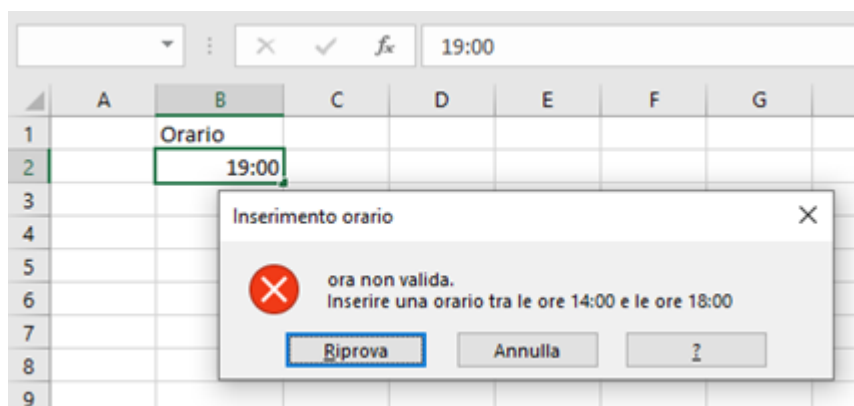 fx 19:00
A B C D E F G
1 Orario
2 19:00
3
4
5
6
7
8
9
Inserimento orario
ora non valida.
Inserire una orario tra le ore 14:00 e le ore 18:00
Riprova Annulla ?